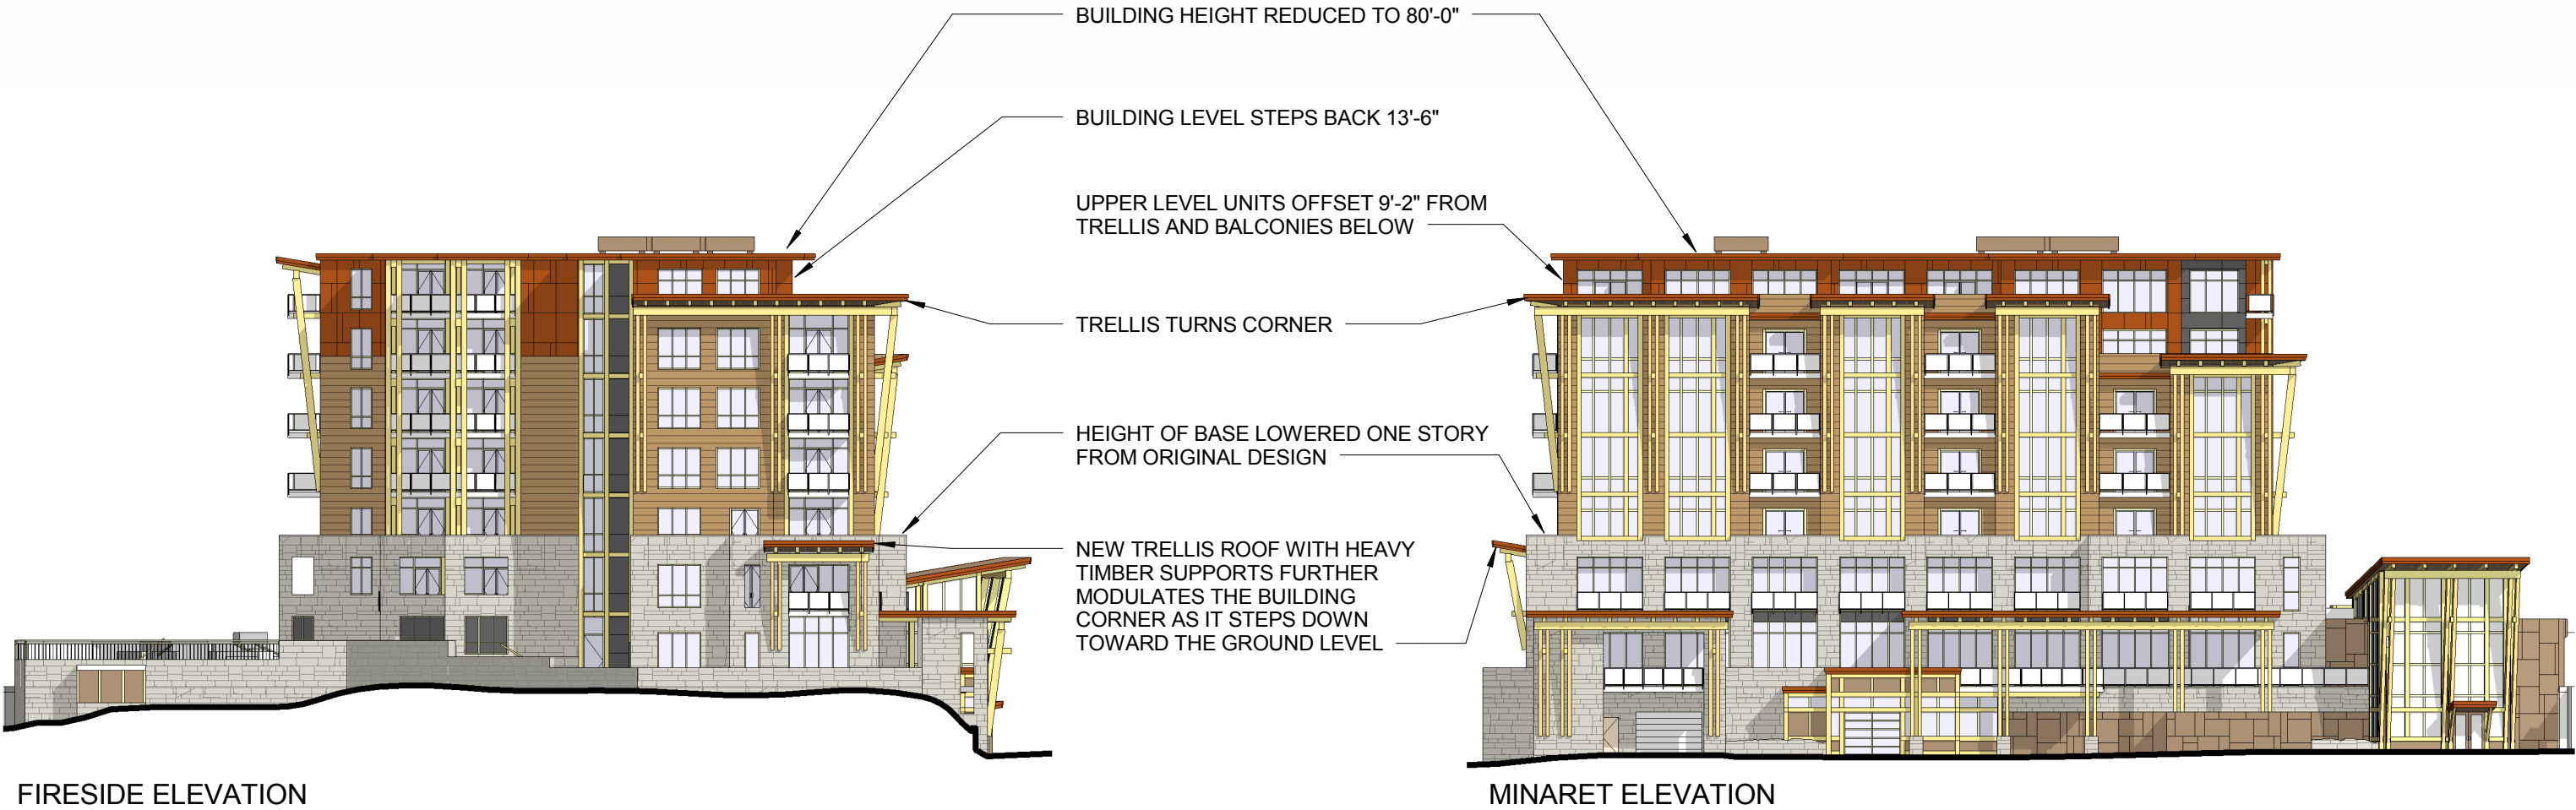 BUILDING HEIGHT REDUCED TO 80'-0"
BUILDING LEVEL STEPS BACK 13'-6"
UPPER LEVEL UNITS OFFSET 9'-2" FROM
TRELLIS AND BALCONIES BELOW
TRELLIS TURNS CORNER
HEIGHT OF BASE LOWERED ONE STORY
FROM ORIGINAL DESIGN
NEW TRELLIS ROOF WITH HEAVY
TIMBER SUPPORTS FURTHER
MODULATES THE BUILDING
CORNER AS IT STEPS DOWN
TOWARD THE GROUND LEVEL
FIRESIDE ELEVATION
MINARET ELEVATION